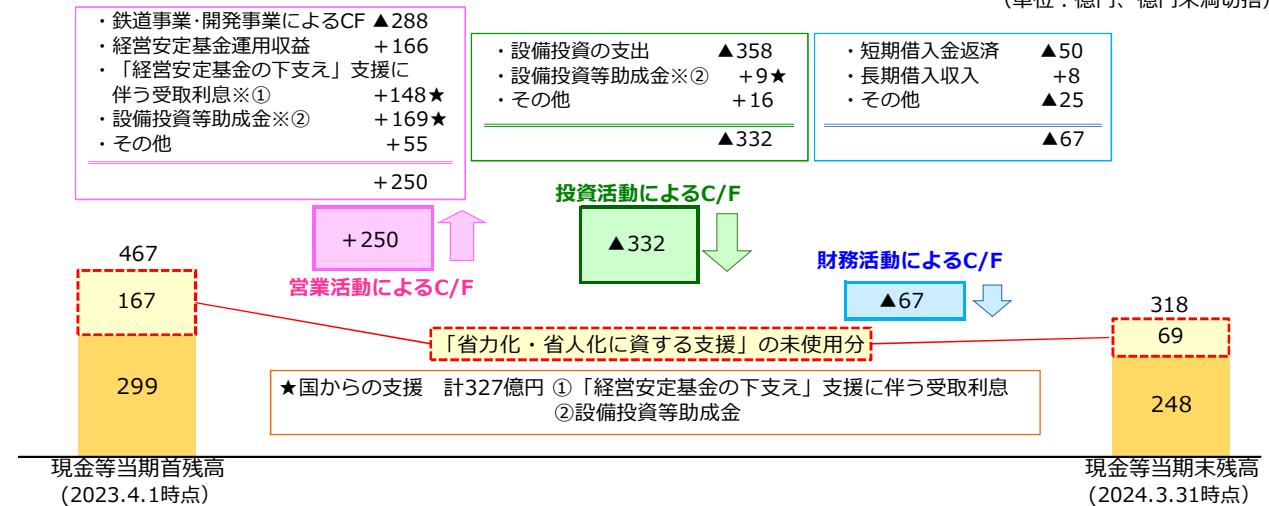 (単位：億円、億円未満切捨)
・鉄道事業･開発事業によるCF ▲288
・経営安定基金運用収益 +166
・「経営安定基金の下支え」支援に
伴う受取利息※① +148★
・設備投資等助成金※② +169★
・その他 +55
+250
・設備投資の支出 ▲358
・設備投資等助成金※② +9★
・その他 +16
▲332
・短期借入金返済 ▲50
・長期借入収入 +8
・その他 ▲25
▲67
+250
営業活動によるC/F
投資活動によるC/F
▲332
財務活動によるC/F
▲67
467
167
299
「省力化・省人化に資する支援」の未使用分
318
69
248
★国からの支援 計327億円 ①「経営安定基金の下支え」支援に伴う受取利息
②設備投資等助成金
現金等当期首残高
(2023.4.1時点)
現金等当期末残高
(2024.3.31時点)